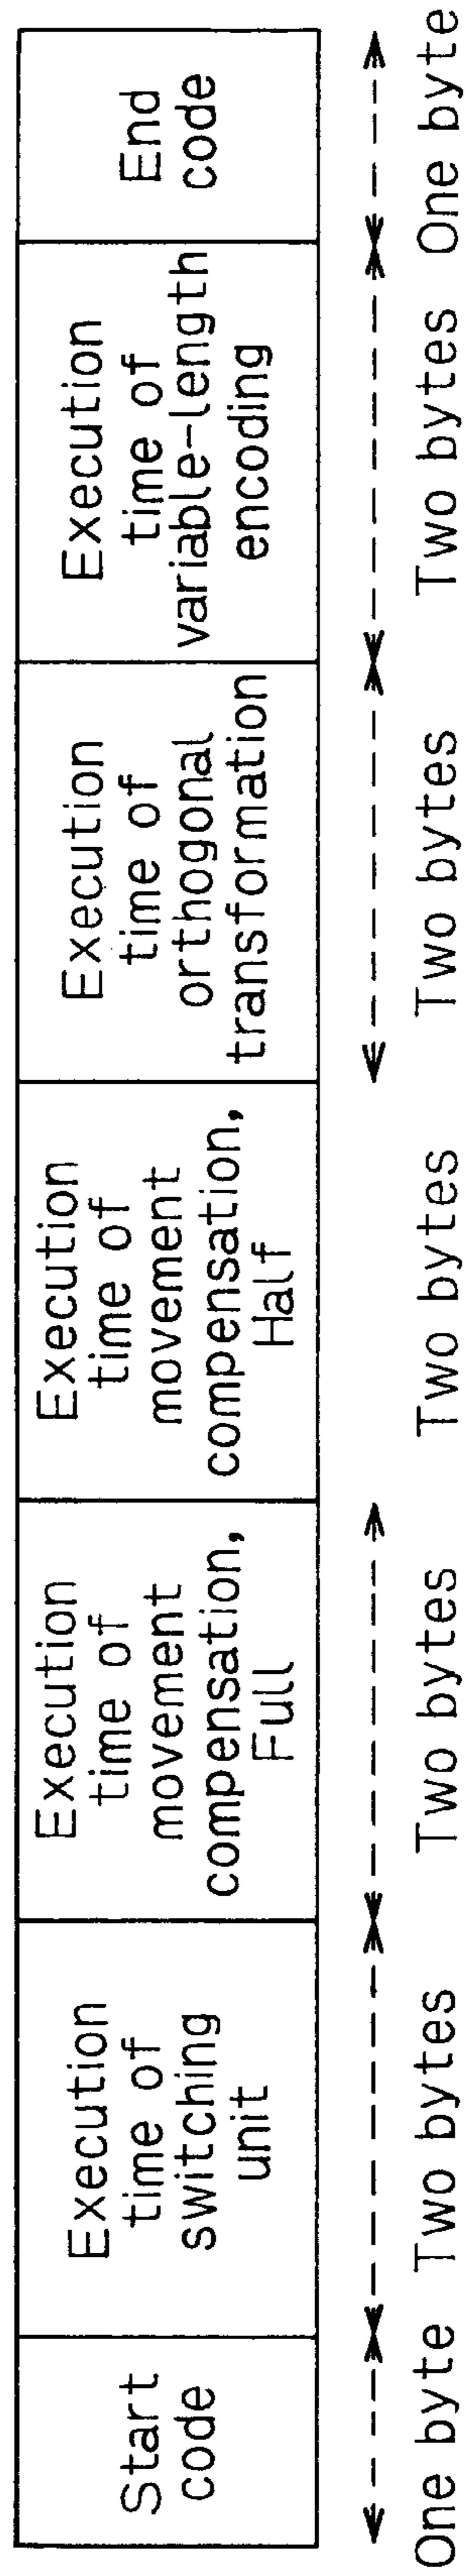 Start
code
Execution
time of
switching
unit
Execution
time of
movement
compensation,
Full
Execution
time of
movement
compensation,
Half
Execution
time of
orthogonal
transformation
Execution
time of
variable-length
encoding
End
code
One byte
Two bytes
Two bytes
Two bytes
Two bytes
Two bytes
One byte